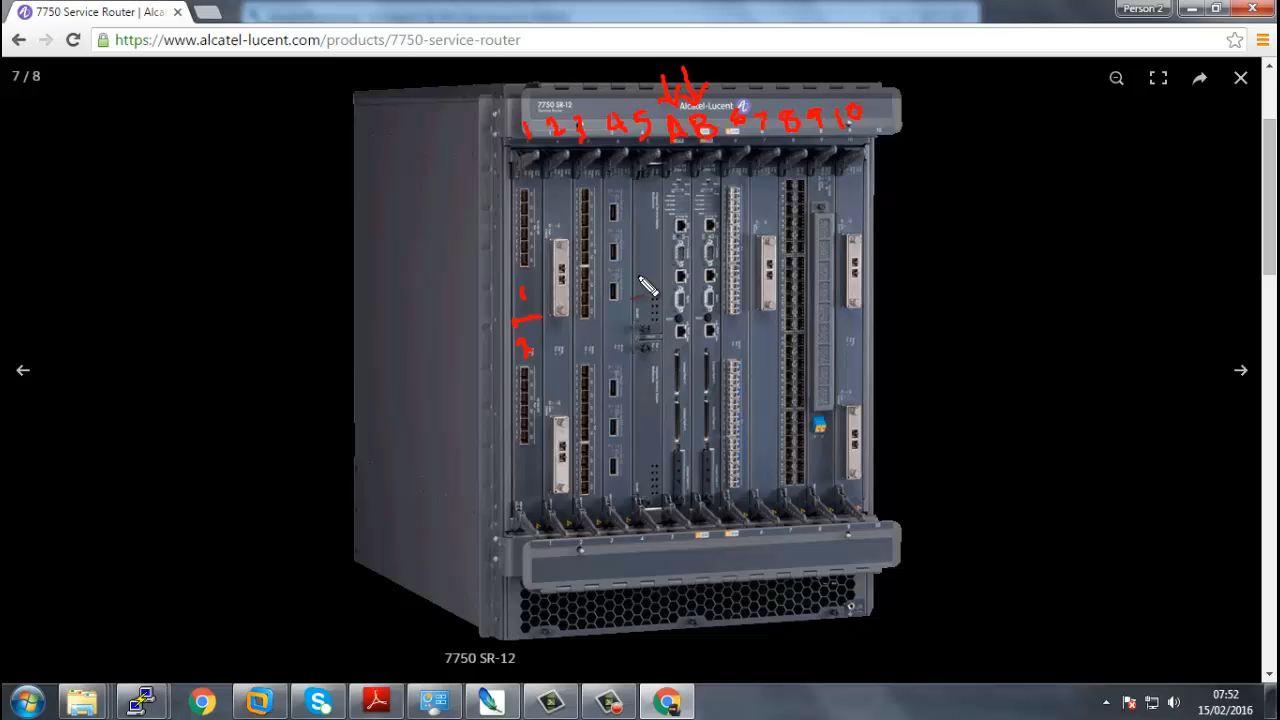 7750 Service Router | Alca
Person 2
https://www.alcatel-lucent.com/products/7750-service-router
7 / 8
7750 SR-12
Alcatel-Lucent
1 2 3 4 5 A B 6 7 8 9 10
1
2
7750 SR-12
07:52
15/02/2016